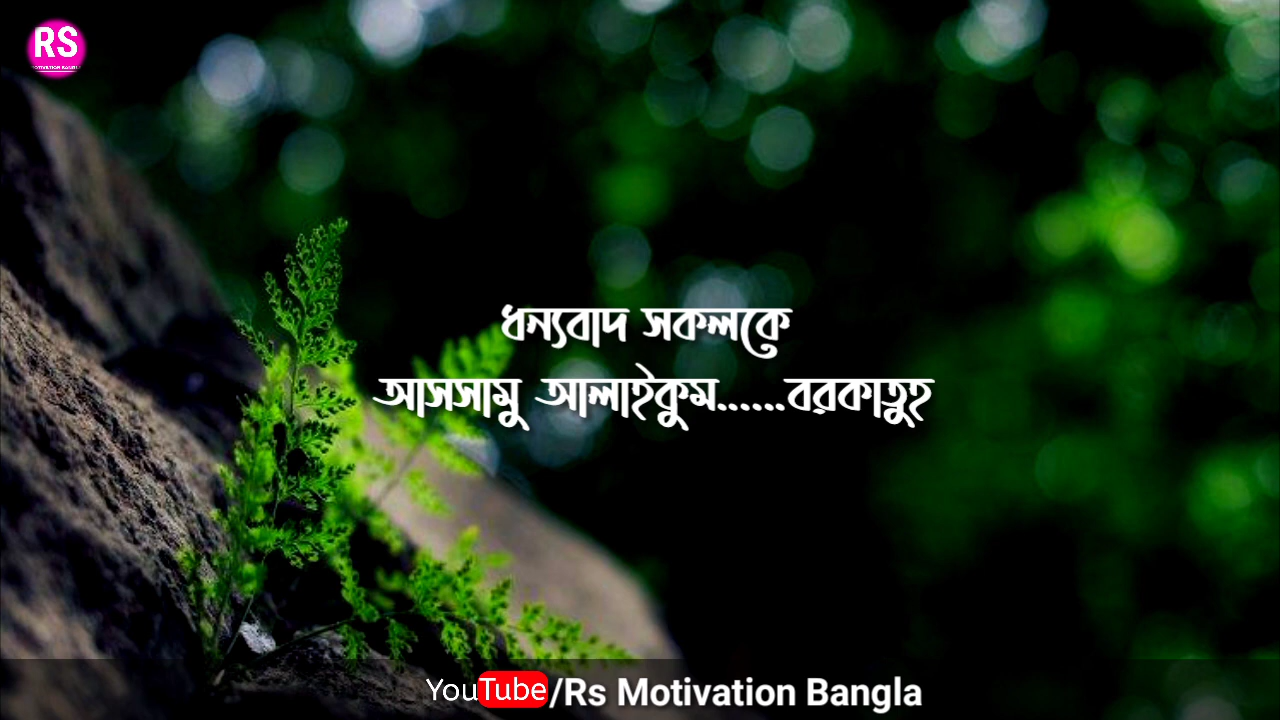 RS
ধন্যবাদ সকলকে
আসসামু আলাইকুম......বরকাতুহ
YouTube/Rs Motivation Bangla